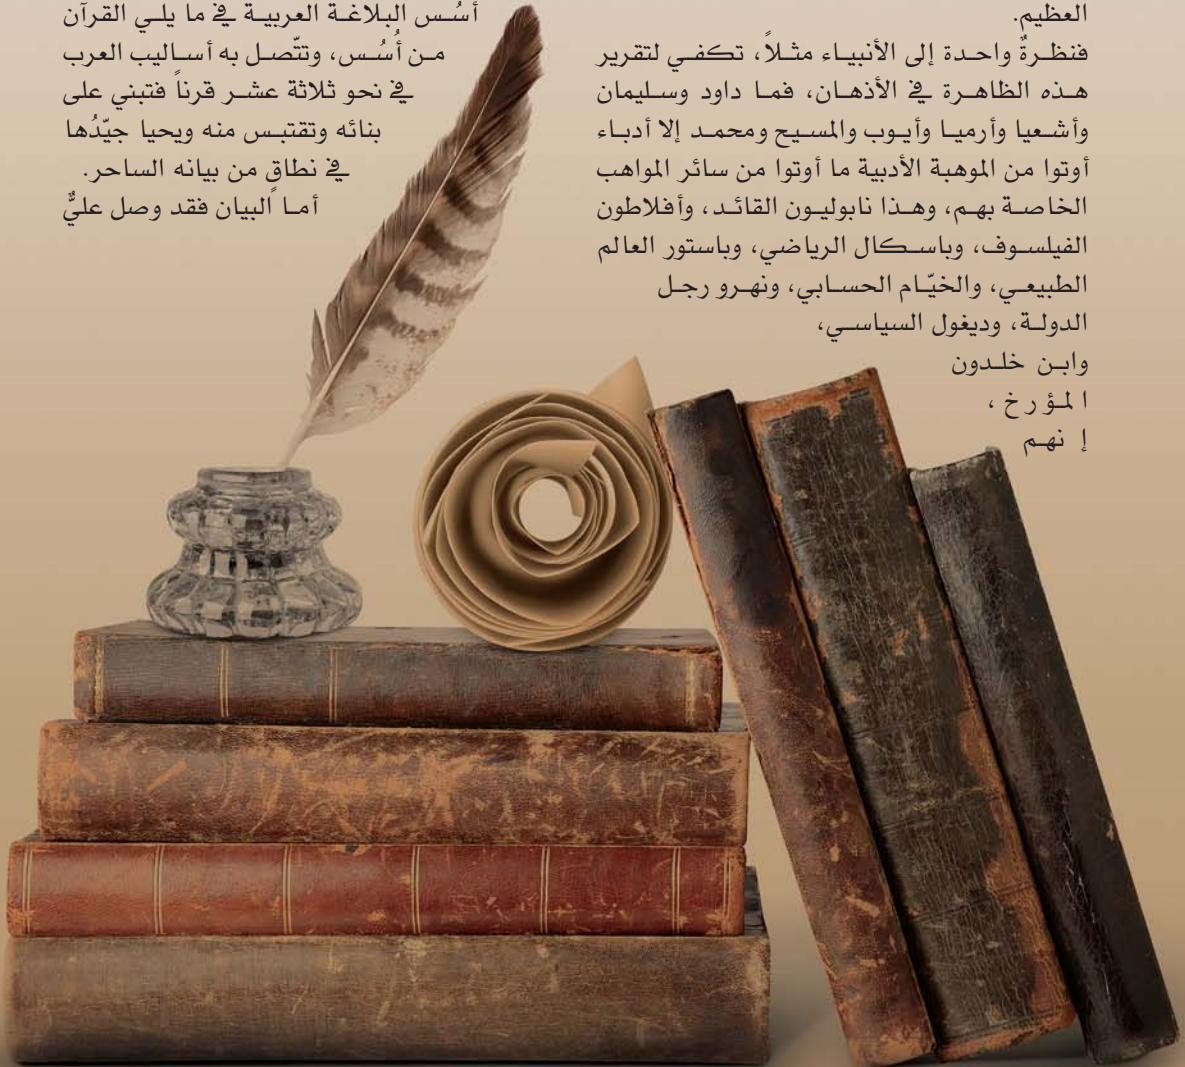 العظيم.
فنظرةٌ واحدة إلى الأنبياء مثلاً، تكفي لتقرير
هذه الظاهرة في الأذهان، فما داود وسليمان
وأشعيا وأرميا وأيوب والمسيح ومحمد إلا أدباء
أوتوا من الموهبة الأدبية ما أوتوا من سائر المواهب
الخاصة بهم، وهذا نابوليون القائد، وأفلاطون
الفيلسوف، وباسكال الرياضي، وباستور العالم
الطبيعي، والخيّام الحسابي، ونهرو رجل
الدولة، وديغول السياسي،
وابن خلدون
المؤرخ،
إنهم
أسُس البلاغة العربية في ما يلي القرآن
من أُسُس، وتتّصل به أساليب العرب
في نحو ثلاثة عشر قرناً فتبني على
بنائه وتقتبس منه ويحيا جيّدُها
في نطاقٍ من بيانه الساحر.
أما البيان فقد وصل عليٌّ